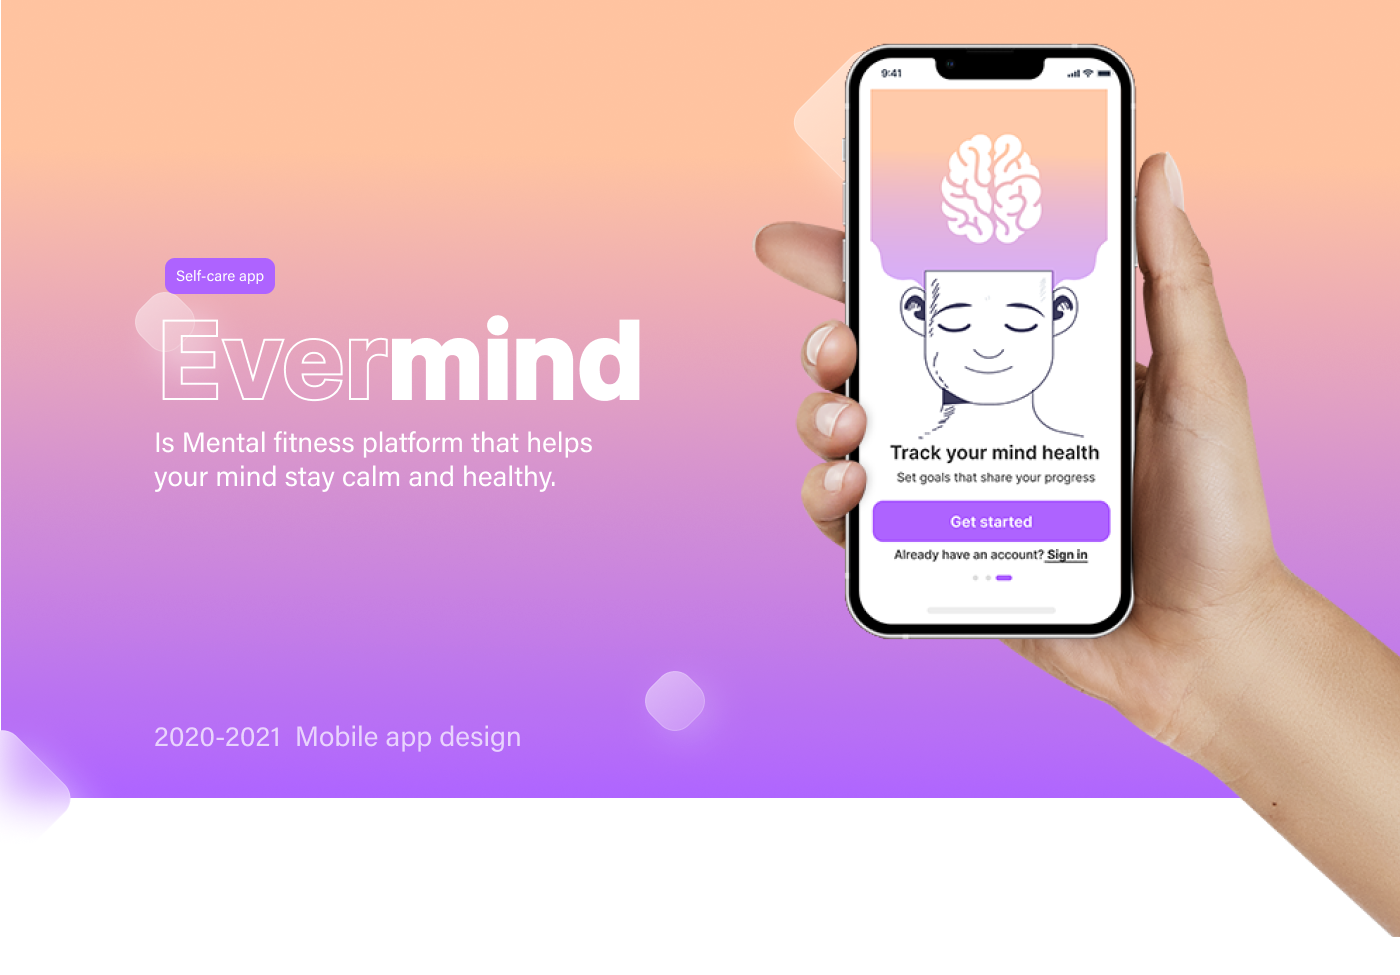 Self-care app
Evermind
Is Mental fitness platform that helps
your mind stay calm and healthy.
2020-2021 Mobile app design
9:41
Track your mind health
Set goals that share your progress
Get started
Already have an account? Sign in